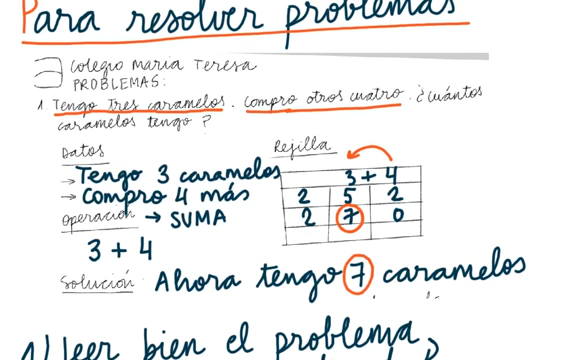 Para resolver problemas
Colegio María Teresa
PROBLEMAS:
1 Tengo Tres caramelos. Compro otros cuatro. ¿Cuántos
caramelos tengo?
Datos
→ Tengo 3 caramelos
→ Compro 4 más
operación → SUMA
3 + 4
Rejilla
3 + 4
2 5 2
2 7 0
Solución: Ahora tengo 7 caramelos
1) Leer bien el problema,